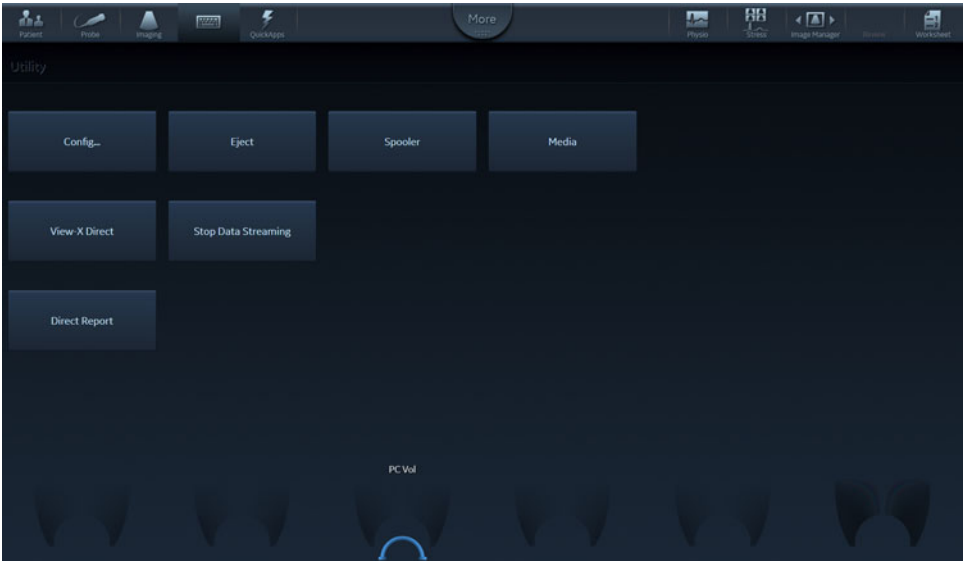 Patient Probe Imaging QuickApps More Physio Stress Image Manager Review Worksheet
Utility
Config... Eject Spooler Media
View-X Direct Stop Data Streaming
Direct Report
PC Vol